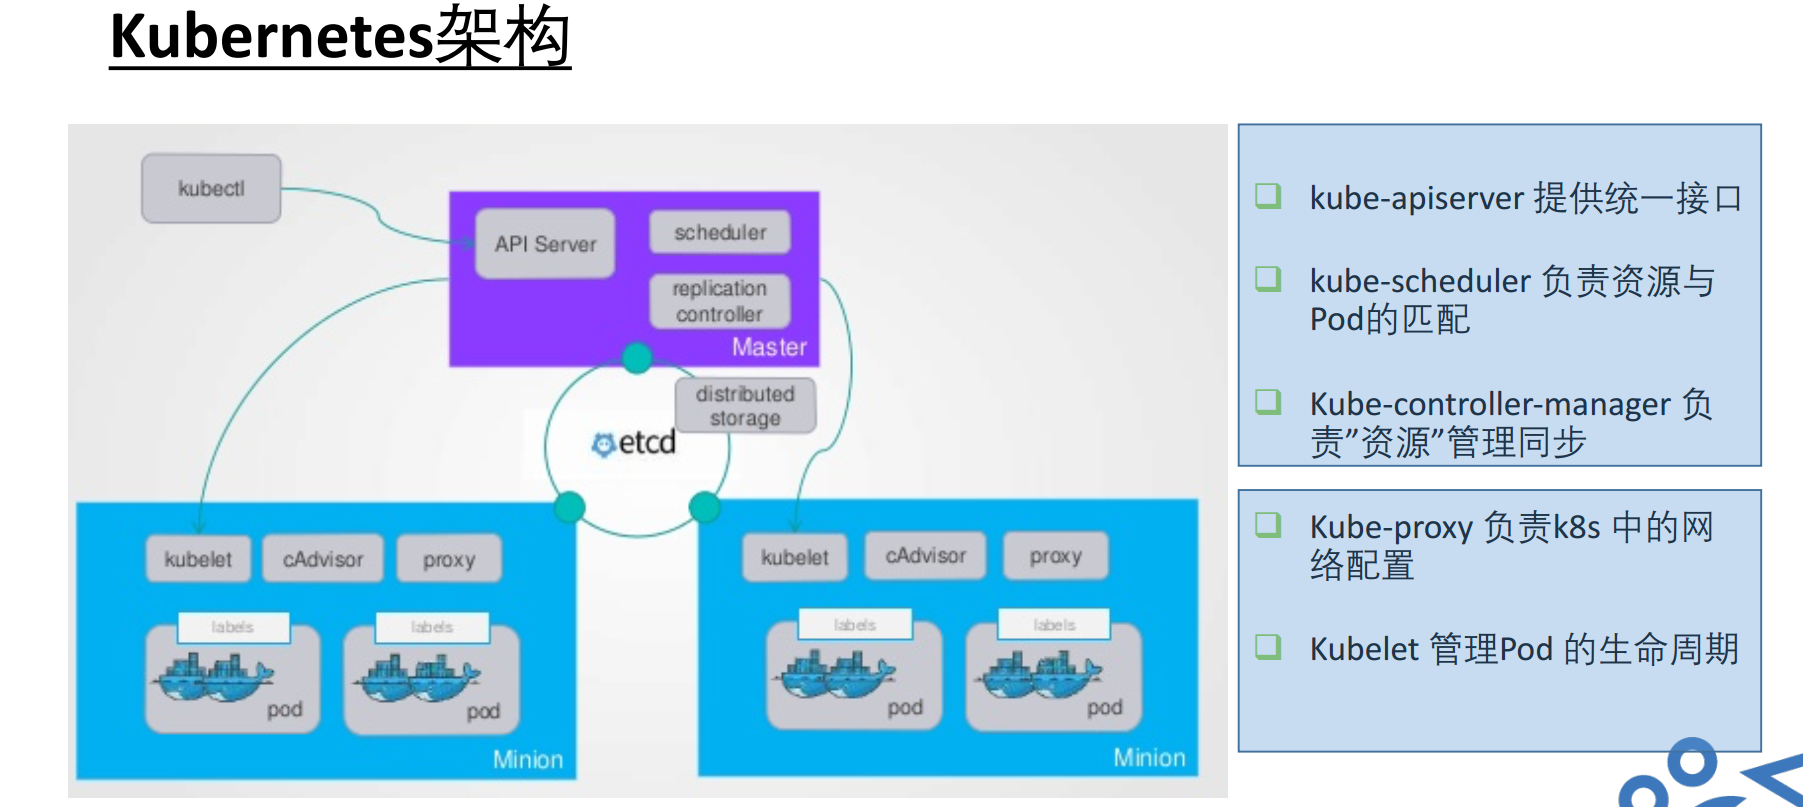 Kubernetes架构
kubectl
API Server
scheduler
replication
controller
Master
distributed
storage
etcd
kubelet
cAdvisor
proxy
labels
labels
pod
pod
Minion
kubelet
cAdvisor
proxy
labels
labels
pod
pod
Minion
kube-apiserver 提供统一接口
kube-scheduler 负责资源与
Pod的匹配
Kube-controller-manager 负
责”资源”管理同步
Kube-proxy 负责k8s 中的网
络配置
Kubelet 管理Pod 的生命周期